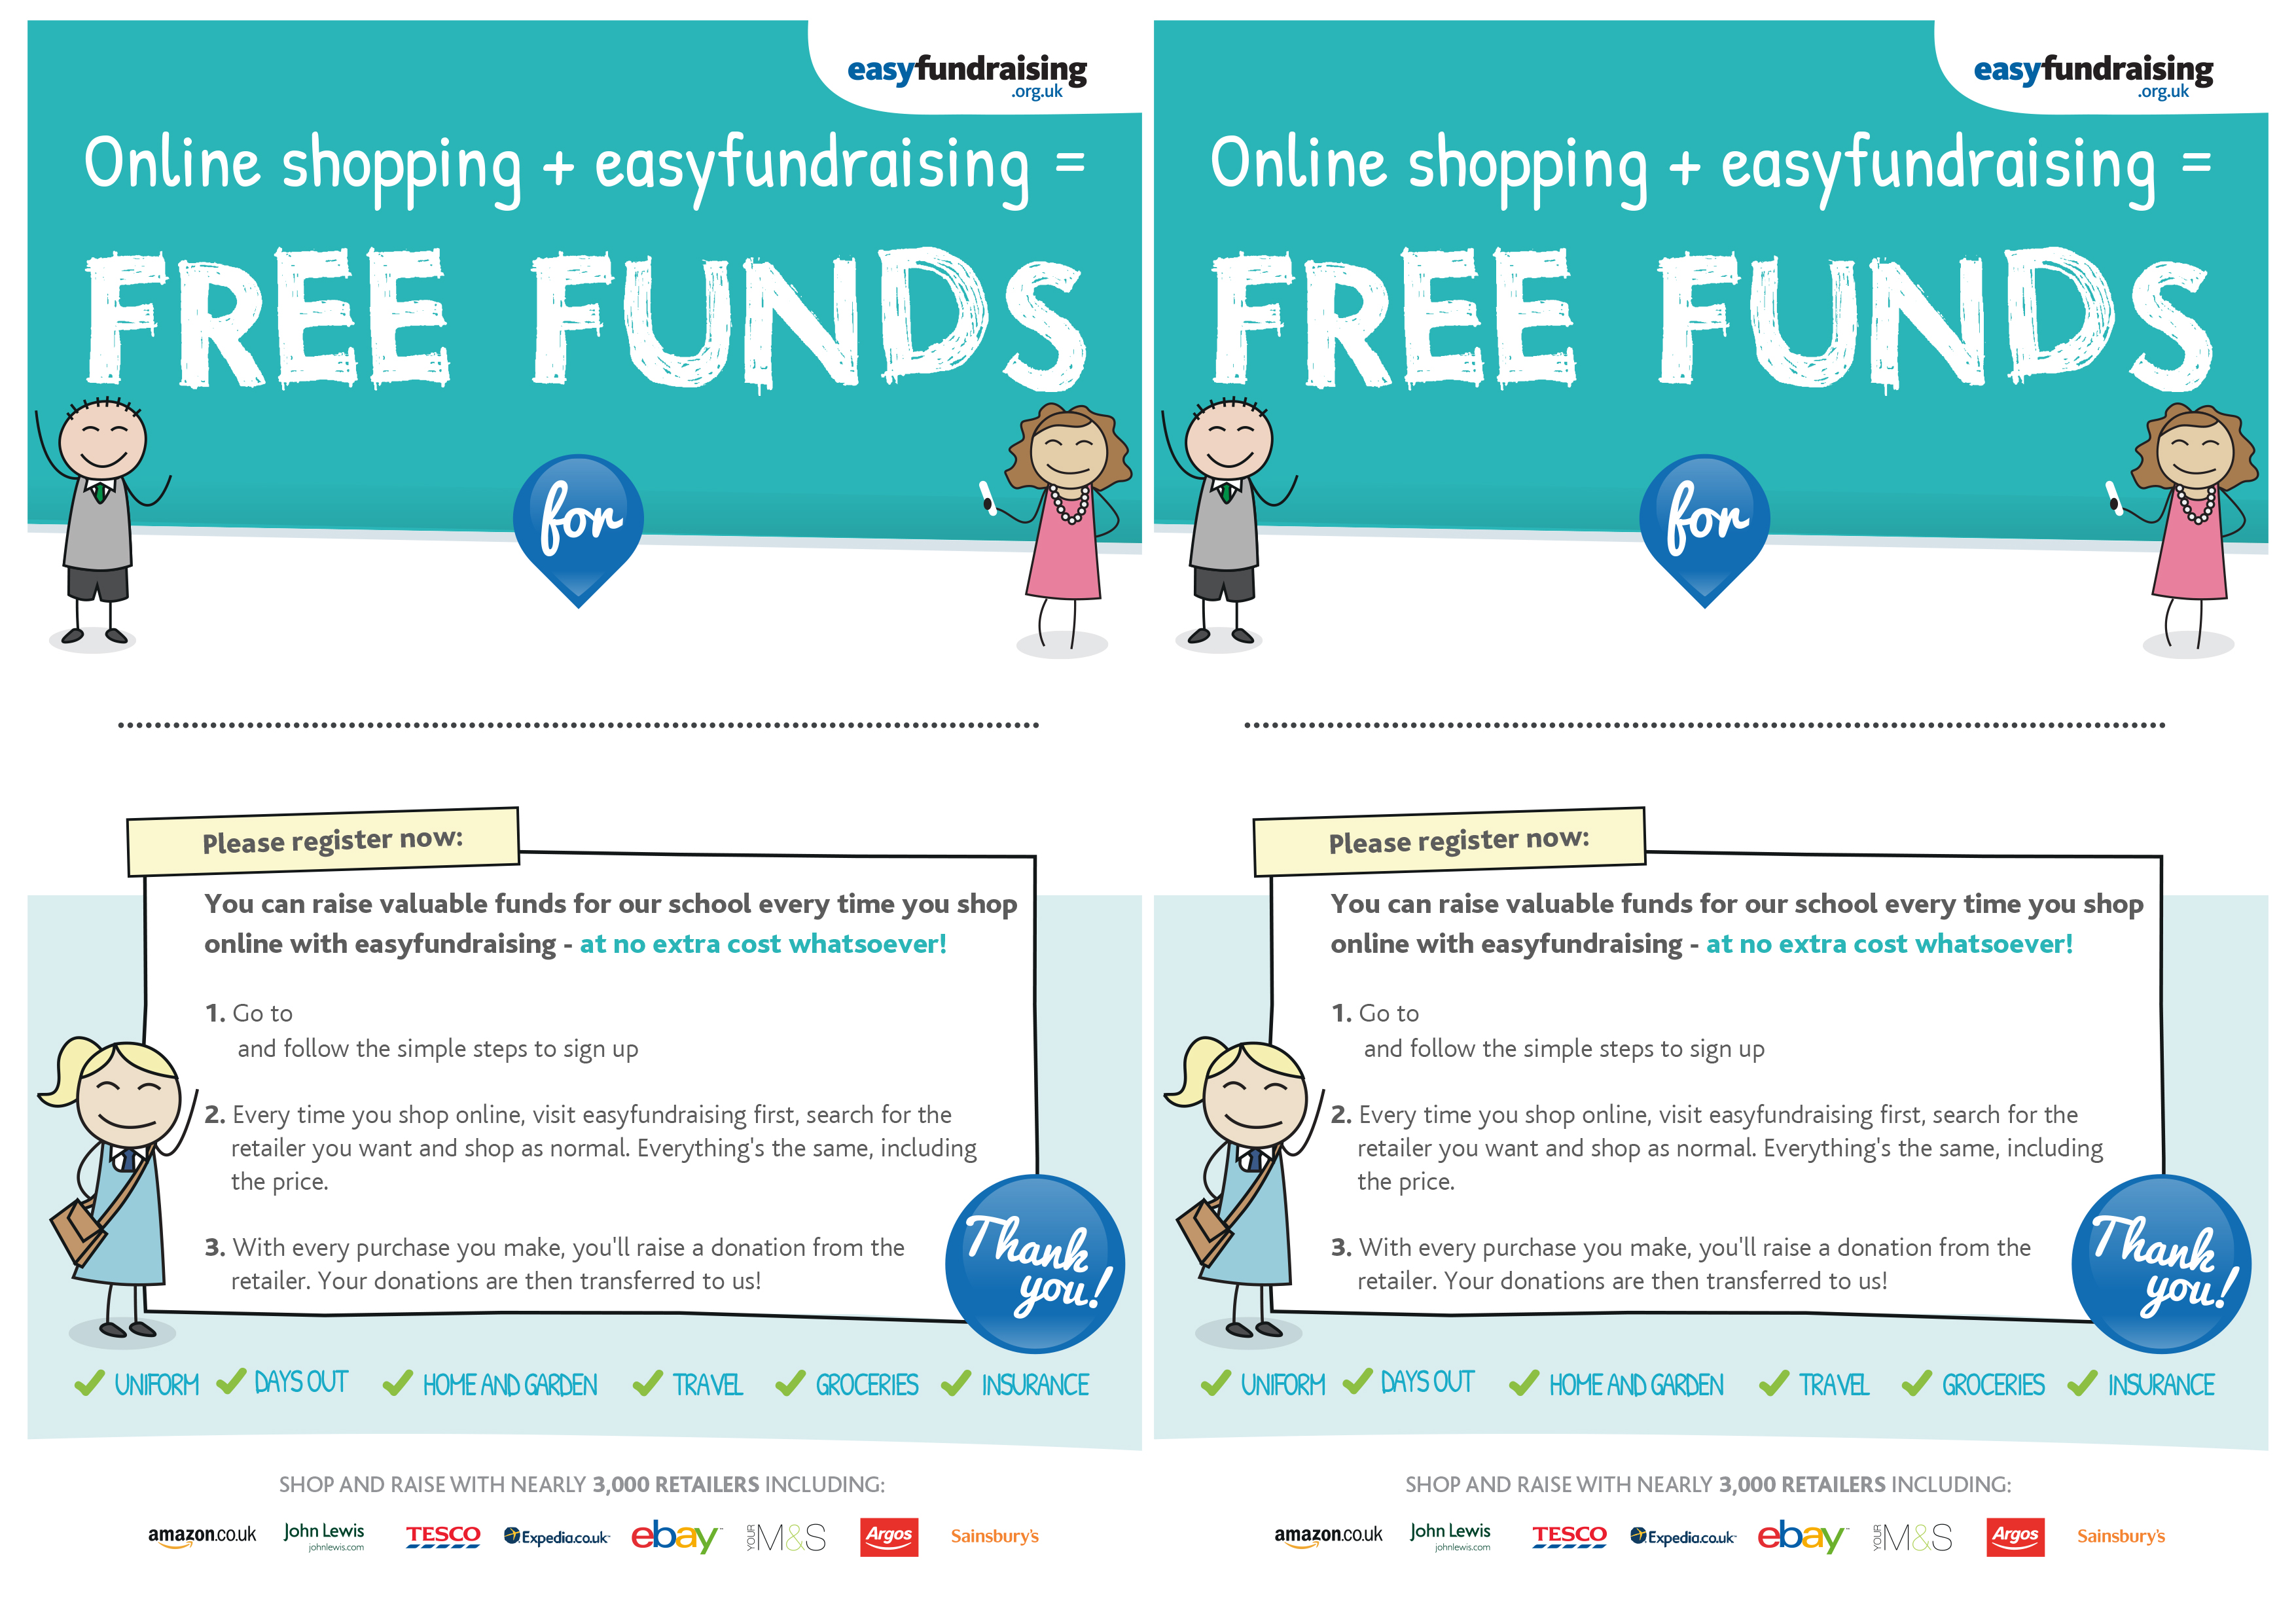 easyfundraising
.org.uk
Online shopping + easyfundraising =
FREE FUNDS
for
Please register now:
You can raise valuable funds for our school every time you shop
online with easyfundraising - at no extra cost whatsoever!
1. Go to
and follow the simple steps to sign up
2. Every time you shop online, visit easyfundraising first, search for the
retailer you want and shop as normal. Everything's the same, including
the price.
3. With every purchase you make, you'll raise a donation from the
retailer. Your donations are then transferred to us!
Thank
you!
UNIFORM DAYS OUT HOME AND GARDEN TRAVEL GROCERIES INSURANCE
SHOP AND RAISE WITH NEARLY 3,000 RETAILERS INCLUDING:
amazon.co.uk John Lewis TESCO Expedia.co.uk ebay YOUR M&S Argos Sainsbury's
johnlewis.com
easyfundraising
.org.uk
Online shopping + easyfundraising =
FREE FUNDS
for
Please register now:
You can raise valuable funds for our school every time you shop
online with easyfundraising - at no extra cost whatsoever!
1. Go to
and follow the simple steps to sign up
2. Every time you shop online, visit easyfundraising first, search for the
retailer you want and shop as normal. Everything's the same, including
the price.
3. With every purchase you make, you'll raise a donation from the
retailer. Your donations are then transferred to us!
Thank
you!
UNIFORM DAYS OUT HOME AND GARDEN TRAVEL GROCERIES INSURANCE
SHOP AND RAISE WITH NEARLY 3,000 RETAILERS INCLUDING:
amazon.co.uk John Lewis TESCO Expedia.co.uk ebay YOUR M&S Argos Sainsbury's
johnlewis.com